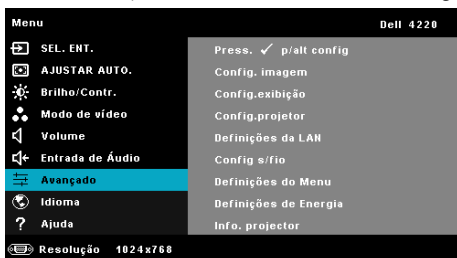 Menu Dell 4220
SEL. ENT.
AJUSTAR AUTO.
Brilho/Contr.
Modo de vídeo
Volume
Entrada de Áudio
Avançado
Idioma
? Ajuda
Press. ✓ p/alt config
Config. imagem
Config.exibição
Config.projetor
Definições da LAN
Config s/fio
Definições do Menu
Definições de Energia
Info. projector
Resolução 1024x768